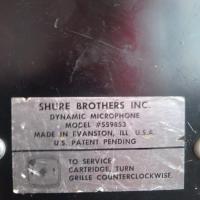 SHURE BROTHERS INC.
DYNAMIC MICROPHONE
MODEL #559853
MADE IN EVANSTON, ILL. U.S.A.
U.S. PATENT PENDING
TO SERVICE
CARTRIDGE, TURN
GRILLE COUNTERCLOCKWISE.